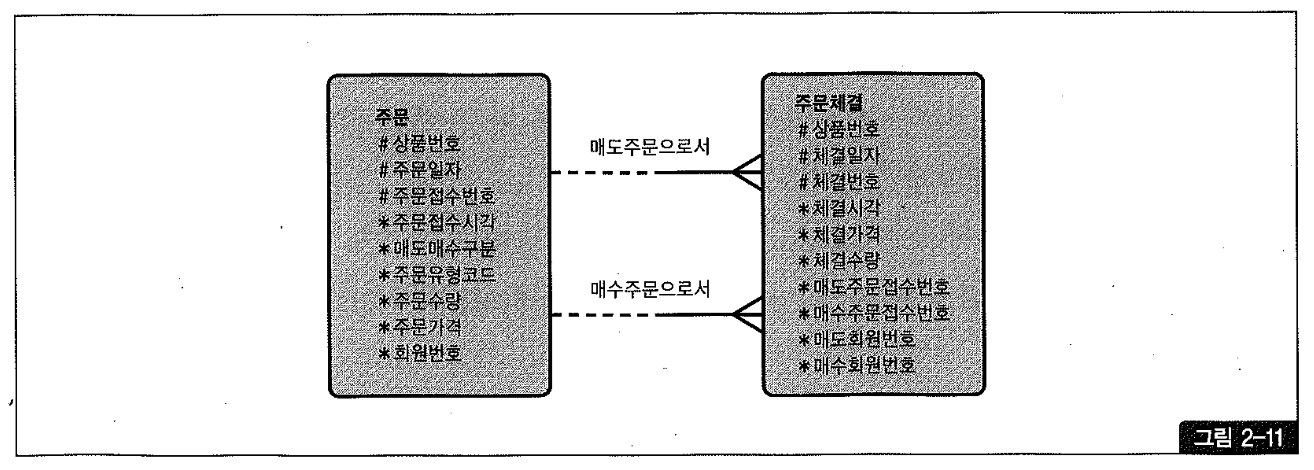 주문
#상품번호
#주문일자
#주문접수번호
*주문접수시각
*매도매수구분
*주문유형코드
*주문수량
*주문가격
*회원번호
매도주문으로서
매수주문으로서
주문체결
#상품번호
#체결일자
#체결번호
*체결시각
*체결가격
*체결수량
*매도주문접수번호
*매수주문접수번호
*매도회원번호
*매수회원번호
그림 2-11